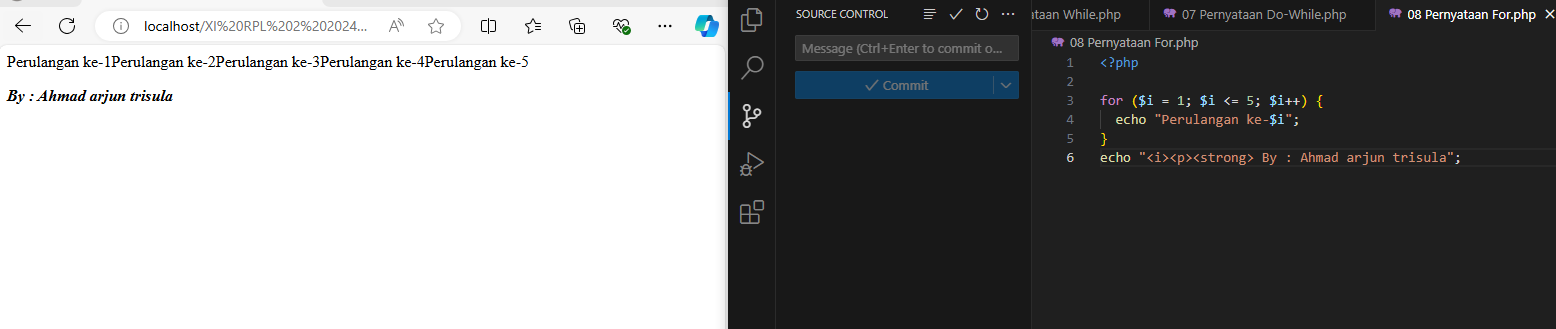 localhost/XI%20RPL%202%202024...
Perulangan ke-1Perulangan ke-2Perulangan ke-3Perulangan ke-4Perulangan ke-5
By : Ahmad arjun trisula
SOURCE CONTROL
Message (Ctrl+Enter to commit o...
Commit
ataan While.php
07 Pernyataan Do-While.php
08 Pernyataan For.php
08 Pernyataan For.php
1 <?php
2
3 for ($i = 1; $i <= 5; $i++) {
4 echo "Perulangan ke-$i";
5 }
6 echo "<i><p><strong> By : Ahmad arjun trisula";